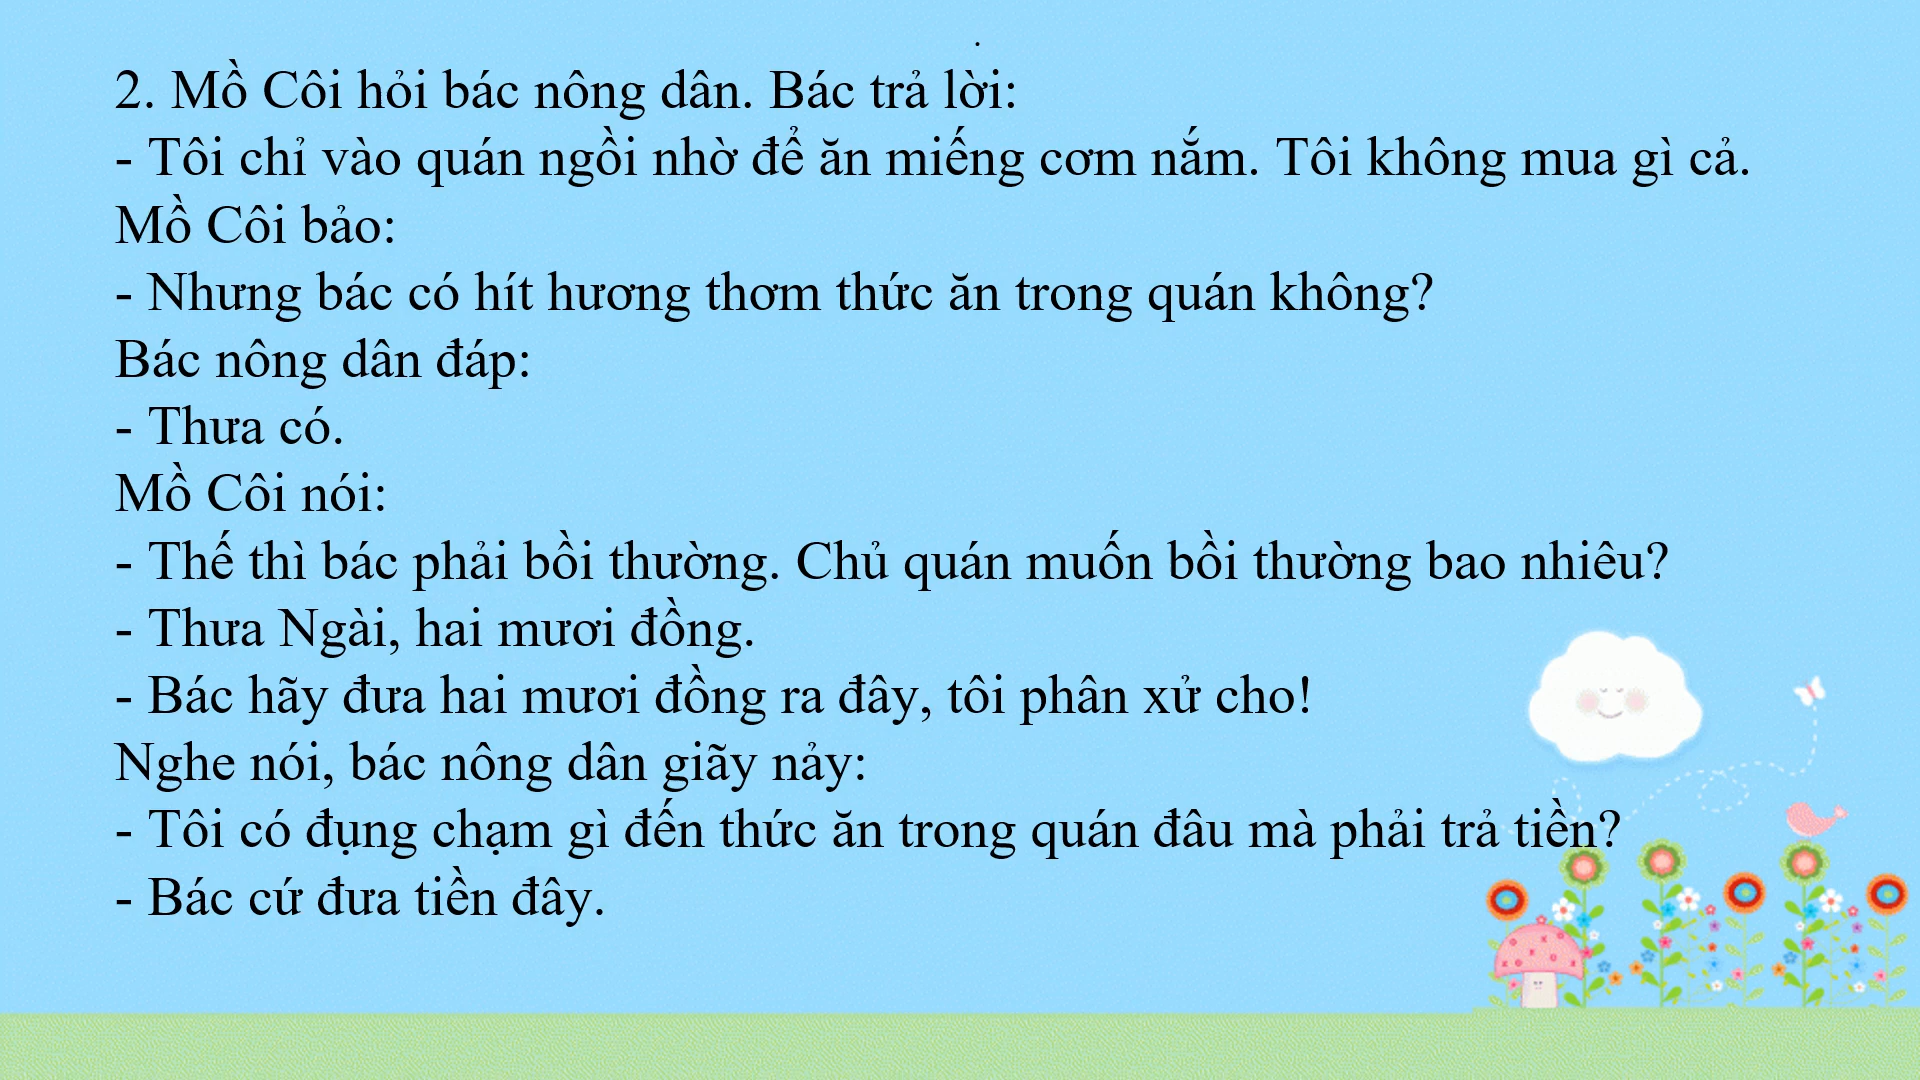 .
2. Mồ Côi hỏi bác nông dân. Bác trả lời:
- Tôi chỉ vào quán ngồi nhờ để ăn miếng cơm nắm. Tôi không mua gì cả.
Mồ Côi bảo:
- Nhưng bác có hít hương thơm thức ăn trong quán không?
Bác nông dân đáp:
- Thưa có.
Mồ Côi nói:
- Thế thì bác phải bồi thường. Chủ quán muốn bồi thường bao nhiêu?
- Thưa Ngài, hai mươi đồng.
- Bác hãy đưa hai mươi đồng ra đây, tôi phân xử cho!
Nghe nói, bác nông dân giãy nảy:
- Tôi có đụng chạm gì đến thức ăn trong quán đâu mà phải trả tiền?
- Bác cứ đưa tiền đây.